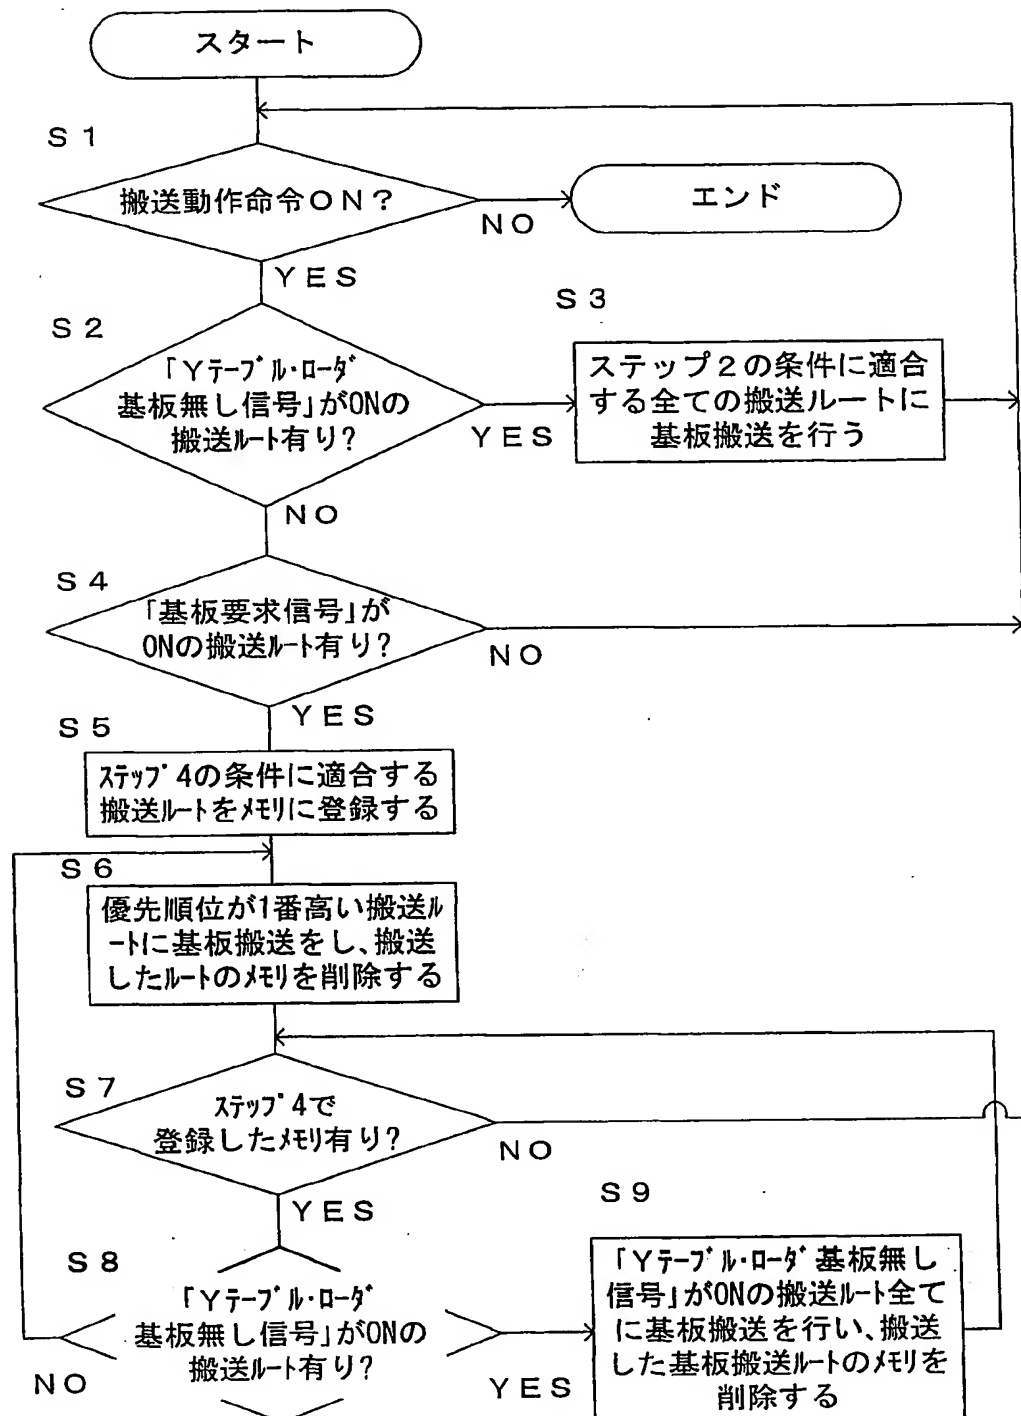 スタート
S1
搬送動作命令ON?
NO
エンド
YES
S2
「Yテーブル・ローダ
基板無し信号」がONの
搬送ルート有り?
YES
S3
ステップ2の条件に適合
する全ての搬送ルートに
基板搬送を行う
NO
S4
「基板要求信号」が
ONの搬送ルート有り?
NO
YES
S5
ステップ4の条件に適合する
搬送ルートをメモリに登録する
S6
優先順位が1番高い搬送ル
ートに基板搬送をし、搬送
したルートのメモリを削除する
S7
ステップ4で
登録したメモリ有り?
NO
YES
S8
「Yテーブル・ローダ
基板無し信号」がONの
搬送ルート有り?
NO
YES
S9
「Yテーブル・ローダ基板無し
信号」がONの搬送ルート全て
に基板搬送を行い、搬送
した基板搬送ルートのメモリを
削除する